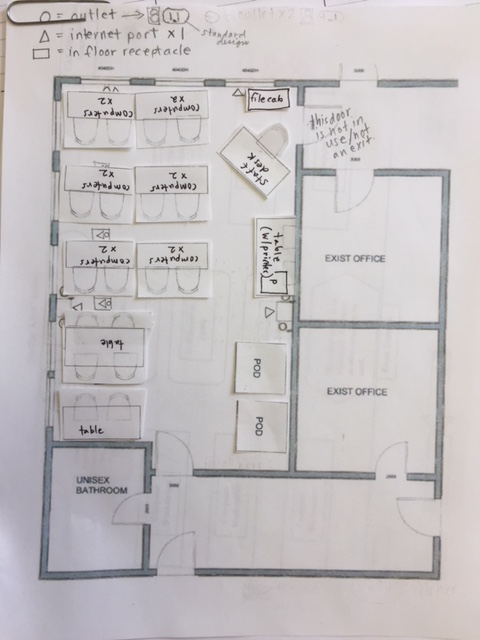 O = outlet → 
△ = internet port x1
standard
design
□ = in floor receptacle
computers
x2
computers
x2
file cab
this door
is not in
use/not
an exit
staff
desk
computers
x2
computers
x2
table
(w/printer)
P
EXIST OFFICE
computers
x2
computers
x2
table
POD
EXIST OFFICE
POD
table
UNISEX
BATHROOM